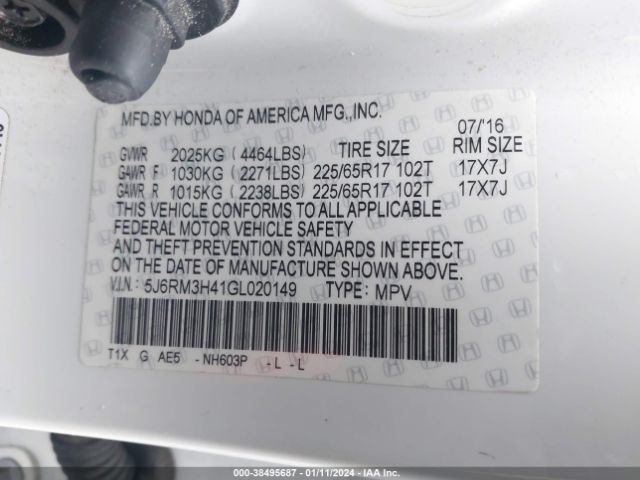 MFD.BY HONDA OF AMERICA MFG.,INC.
07/'16
GVWR 2025KG (4464LBS) TIRE SIZE RIM SIZE
GAWR F 1030KG (2271LBS) 225/65R17 102T 17X7J
GAWR R 1015KG (2238LBS) 225/65R17 102T 17X7J
THIS VEHICLE CONFORMS TO ALL APPLICABLE
FEDERAL MOTOR VEHICLE SAFETY
AND THEFT PREVENTION STANDARDS IN EFFECT
ON THE DATE OF MANUFACTURE SHOWN ABOVE.
V.I.N: 5J6RM3H41GL020149 TYPE: MPV
T1X G AE5 -NH603P -L -L
000-38495687 - 01/11/2024 - IAA Inc.